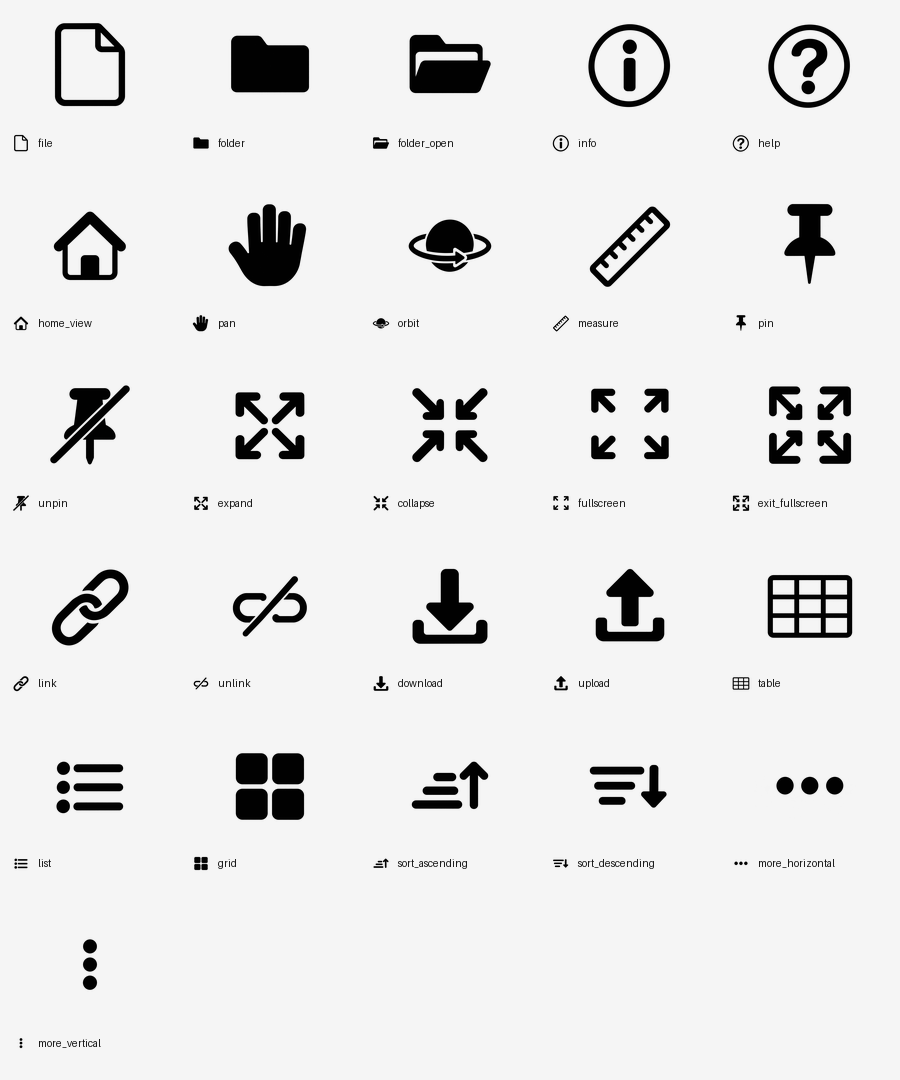 file folder folder_open info help
home_view pan orbit measure pin
unpin expand collapse fullscreen exit_fullscreen
link unlink download upload table
list grid sort_ascending sort_descending more_horizontal
more_vertical